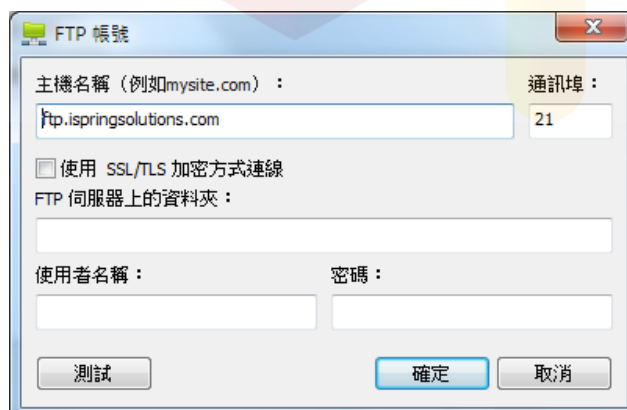 FTP 帳號
主機名稱（例如mysite.com）： 通訊埠：
ftp.ispringsolutions.com 21
使用 SSL/TLS 加密方式連線
FTP 伺服器上的資料夾：
使用者名稱： 密碼：
測試 確定 取消